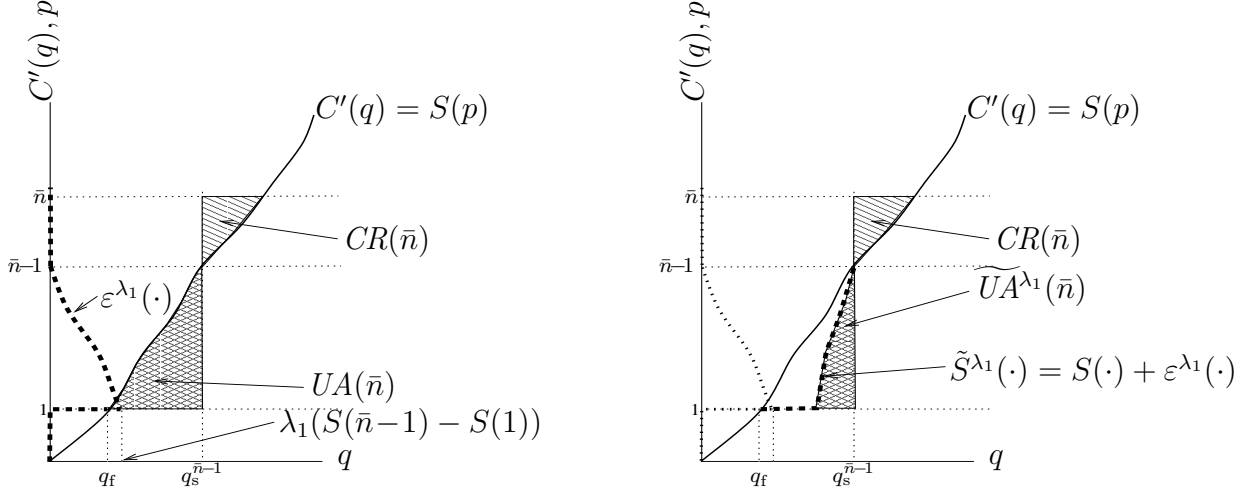 C′(q), p
C′(q) = S(p)
n̄
CR(n̄)
n̄−1
ε^{λ₁}(·)
UA(n̄)
1
λ₁(S(n̄−1) − S(1))
q_f
q_s^{n̄−1}
q
C′(q), p
C′(q) = S(p)
n̄
CR(n̄)
n̄−1
\widetilde{UA}^{λ₁}(n̄)
S̃^{λ₁}(·) = S(·) + ε^{λ₁}(·)
1
q_f
q_s^{n̄−1}
q